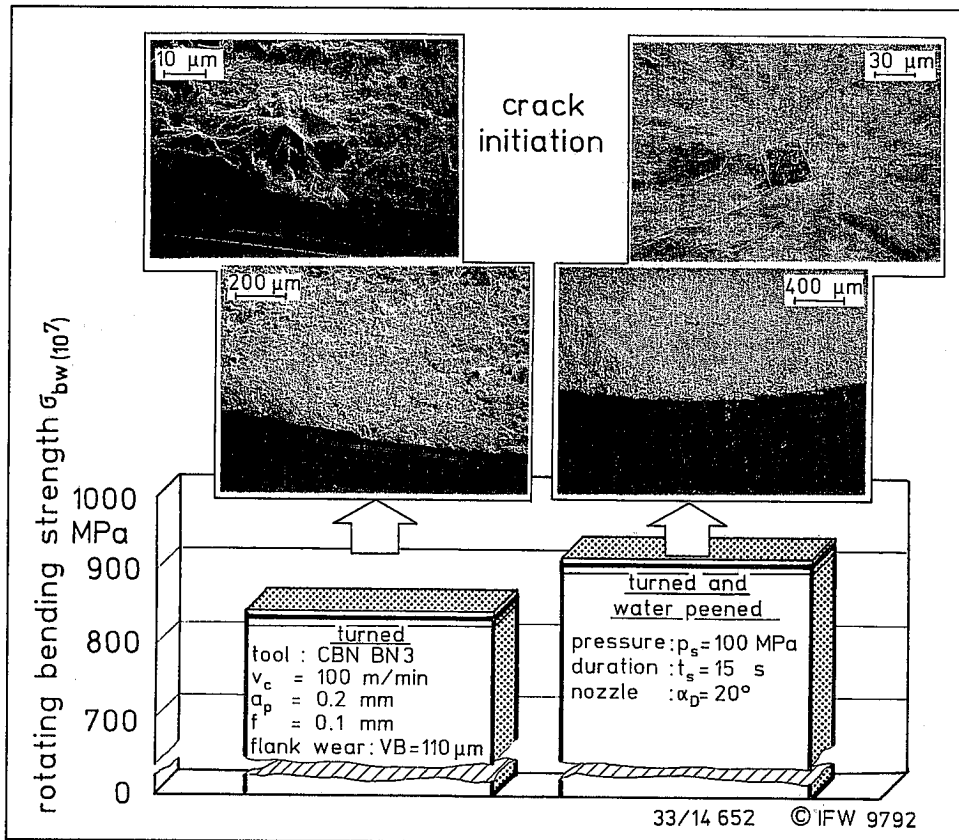 10 μm
30 μm
crack
initiation
200 μm
400 μm
rotating bending strength σbw(10⁷)
1000
MPa
900
800
700
0
turned
tool : CBN BN3
vc = 100 m/min
ap = 0.2 mm
f = 0.1 mm
flank wear : VB = 110 μm
turned and
water peened
pressure : ps = 100 MPa
duration : ts = 15 s
nozzle : αD = 20°
33/14 652 © IFW 9792